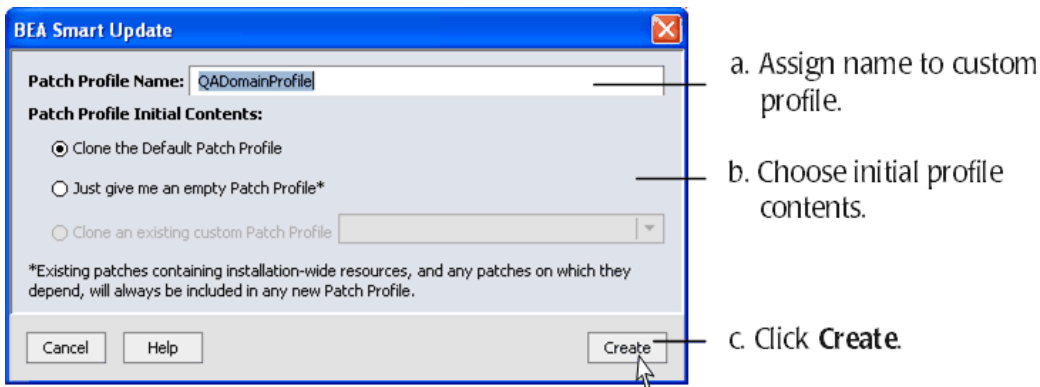 BEA Smart Update
Patch Profile Name: QADomainProfile
a. Assign name to custom
profile.
Patch Profile Initial Contents:
Clone the Default Patch Profile
Just give me an empty Patch Profile*
b. Choose initial profile
contents.
Clone an existing custom Patch Profile
*Existing patches containing installation-wide resources, and any patches on which they
depend, will always be included in any new Patch Profile.
Cancel Help Create
c. Click Create.